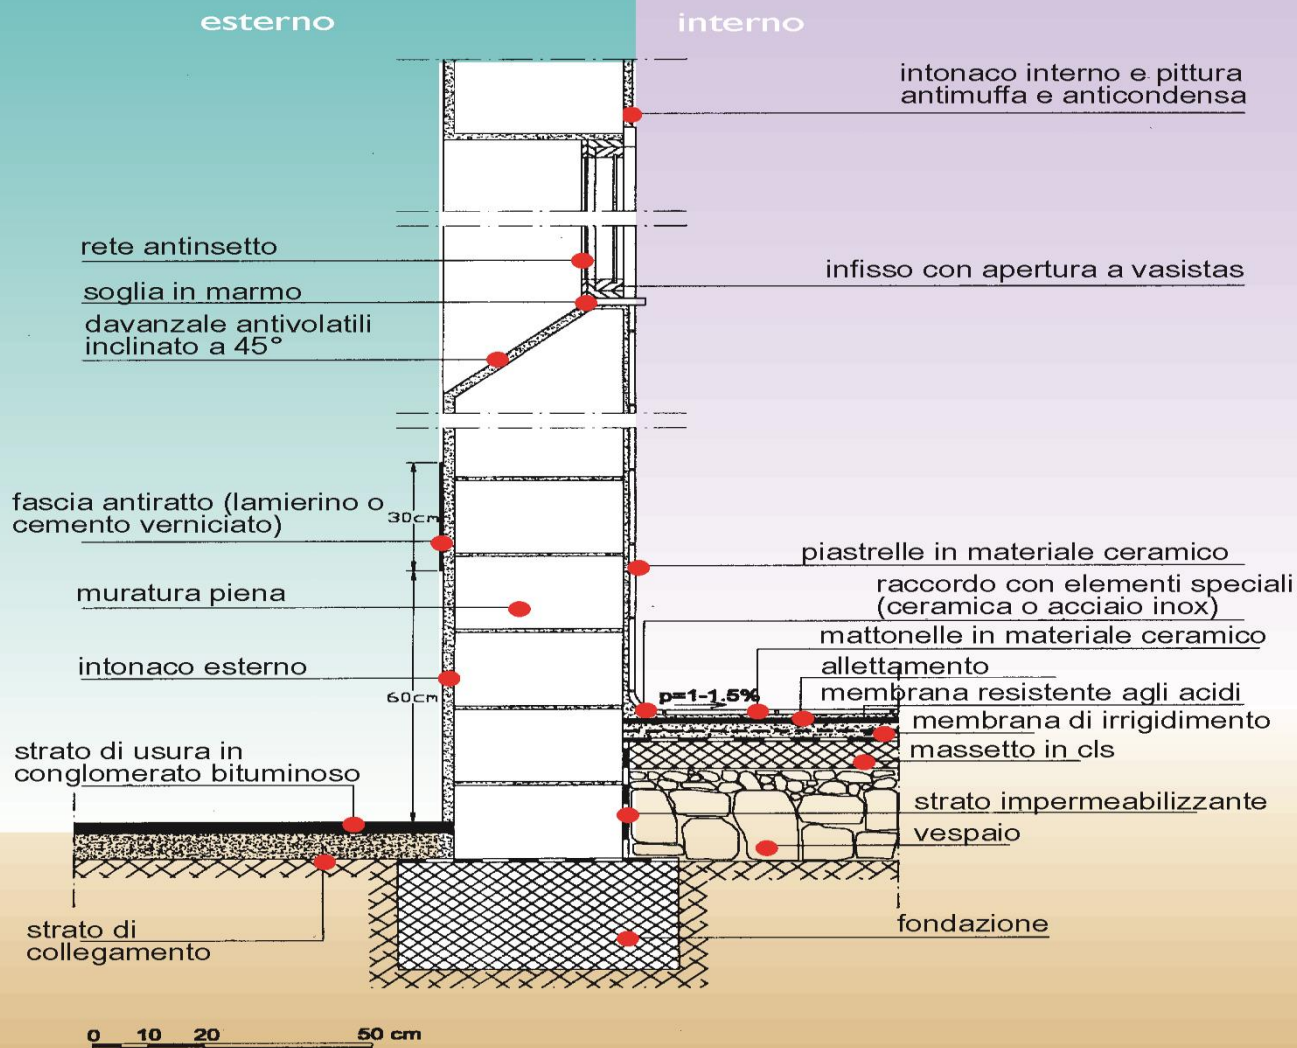 esterno
interno
intonaco interno e pittura
antimuffa e anticondensa
rete antinsetto
infisso con apertura a vasistas
soglia in marmo
davanzale antivolatili
inclinato a 45°
fascia antiratto (lamierino o
cemento verniciato)
30cm
piastrelle in materiale ceramico
raccordo con elementi speciali
(ceramica o acciaio inox)
muratura piena
mattonelle in materiale ceramico
intonaco esterno
allettamento
60cm
p=1-1.5%
membrana resistente agli acidi
membrana di irrigidimento
strato di usura in
conglomerato bituminoso
massetto in cls
strato impermeabilizzante
vespaio
strato di
collegamento
fondazione
0 10 20 50 cm